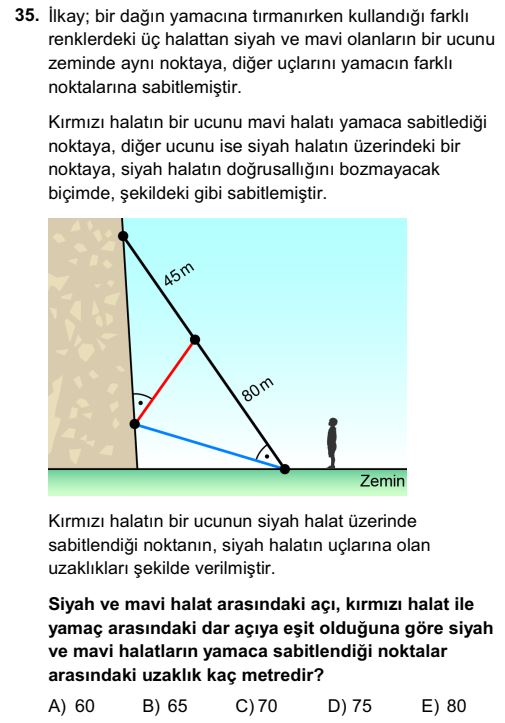 35. İlkay; bir dağın yamacına tırmanırken kullandığı farklı
renklerdeki üç halattan siyah ve mavi olanların bir ucunu
zeminde aynı noktaya, diğer uçlarını yamacın farklı
noktalarına sabitlemiştir.
Kırmızı halatın bir ucunu mavi halatı yamaca sabitlediği
noktaya, diğer ucunu ise siyah halatın üzerindeki bir
noktaya, siyah halatın doğrusallığını bozmayacak
biçimde, şekildeki gibi sabitlemiştir.
45 m
80 m
Zemin
Kırmızı halatın bir ucunun siyah halat üzerinde
sabitlendiği noktanın, siyah halatın uçlarına olan
uzaklıkları şekilde verilmiştir.
Siyah ve mavi halat arasındaki açı, kırmızı halat ile
yamaç arasındaki dar açıya eşit olduğuna göre siyah
ve mavi halatların yamaca sabitlendiği noktalar
arasındaki uzaklık kaç metredir?
A) 60 B) 65 C) 70 D) 75 E) 80